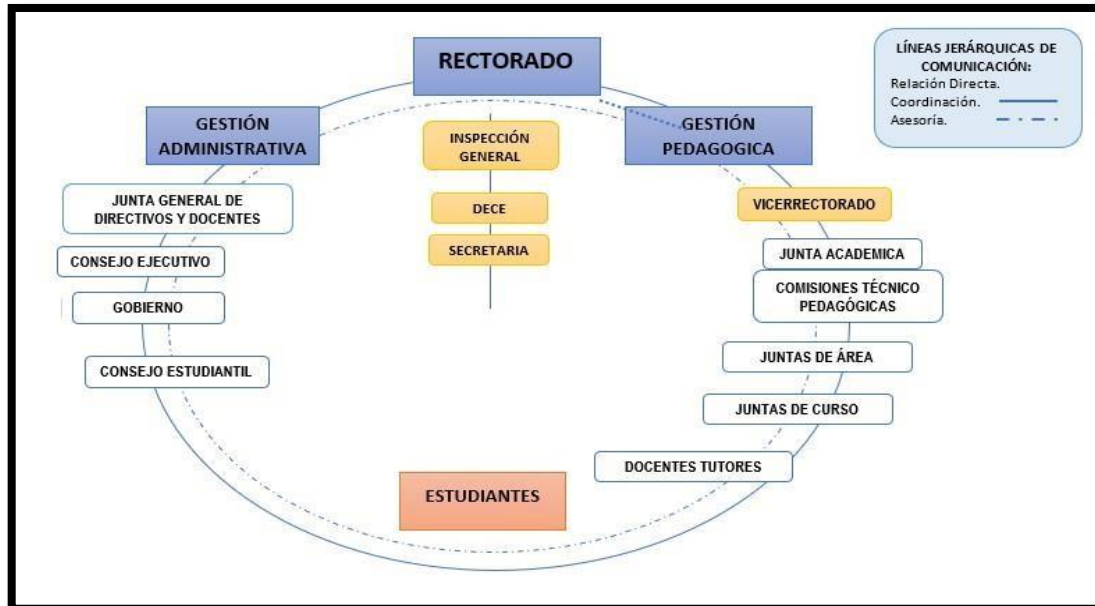 RECTORADO
LÍNEAS JERÁRQUICAS DE
COMUNICACIÓN:
Relación Directa.
Coordinación.
Asesoría.
GESTIÓN
ADMINISTRATIVA
INSPECCIÓN
GENERAL
GESTIÓN
PEDAGOGICA
JUNTA GENERAL DE
DIRECTIVOS Y DOCENTES
DECE
VICERRECTORADO
CONSEJO EJECUTIVO
SECRETARIA
JUNTA ACADEMICA
GOBIERNO
COMISIONES TÉCNICO
PEDAGÓGICAS
CONSEJO ESTUDIANTIL
JUNTAS DE ÁREA
JUNTAS DE CURSO
DOCENTES TUTORES
ESTUDIANTES